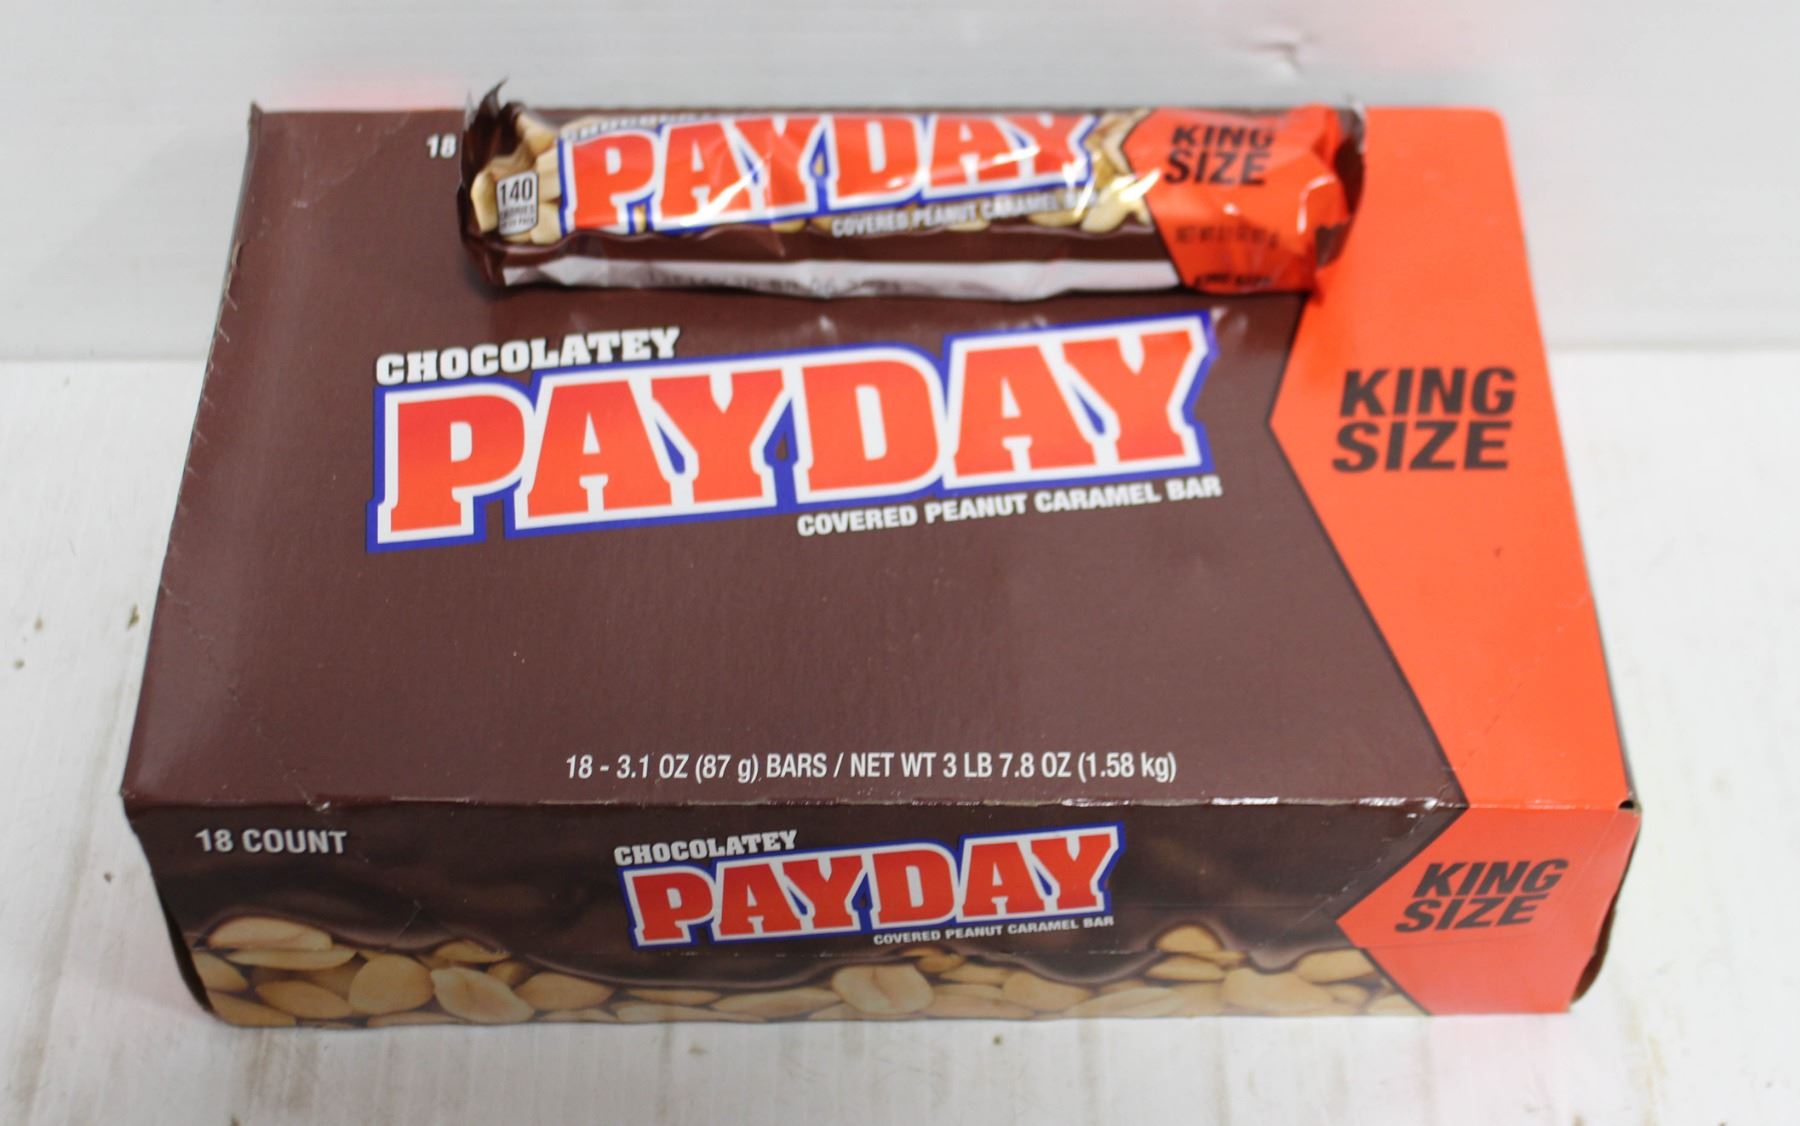 18
CHOCOLATEY
PAYDAY
COVERED PEANUT CARAMEL BAR
KING
SIZE
140
CALORIES
CHOCOLATEY
PAYDAY
COVERED PEANUT CARAMEL BAR
KING
SIZE
18 - 3.1 OZ (87 g) BARS / NET WT 3 LB 7.8 OZ (1.58 kg)
18 COUNT
CHOCOLATEY
PAYDAY
COVERED PEANUT CARAMEL BAR
KING
SIZE